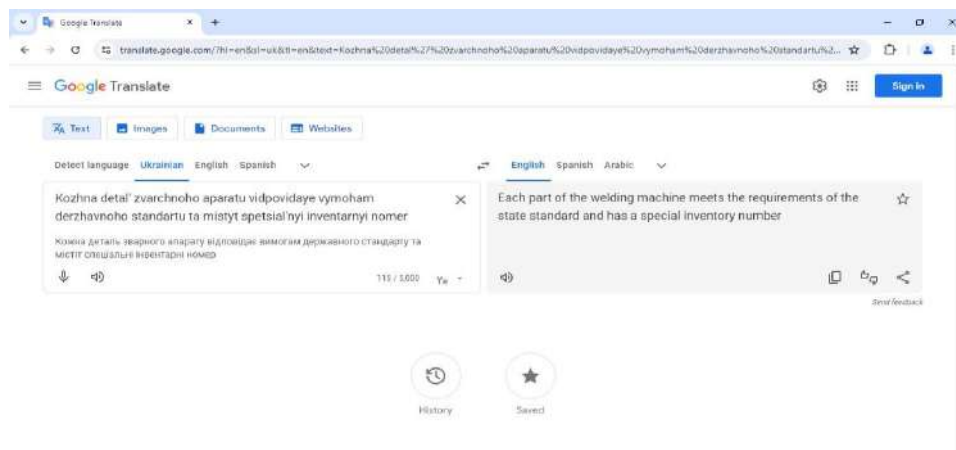 Google Translate
translate.google.com/?hl=en&sl=uk&tl=en&text=Kozhna%20detal%27%20zvarchnoho%20aparatu%20vidpovidaye%20vymoham%20derzhavnoho%20standartu%2...
Google Translate
Sign in
Text Images Documents Websites
Detect language Ukrainian English Spanish
English Spanish Arabic
Kozhna detal' zvarchnoho aparatu vidpovidaye vymoham
derzhavnoho standartu ta mistyt spetsial'nyi inventarnyi nomer
Кожна деталь зварного апарату відповідає вимогам державного стандарту та
містіт спеціальні інвентарні номер
115 / 5,000
Each part of the welding machine meets the requirements of the
state standard and has a special inventory number
Send feedback
History Saved